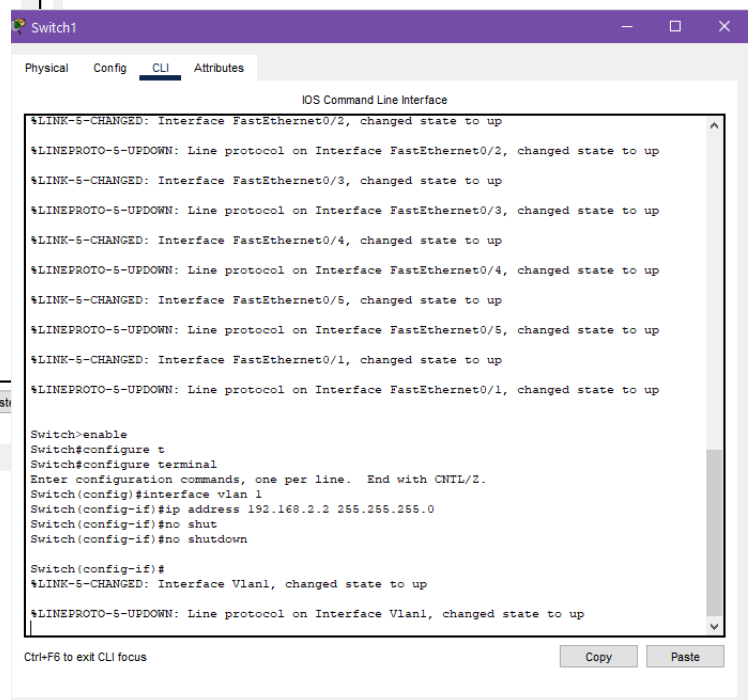 Switch1
Physical Config CLI Attributes
IOS Command Line Interface
%LINK-5-CHANGED: Interface FastEthernet0/2, changed state to up
%LINEPROTO-5-UPDOWN: Line protocol on Interface FastEthernet0/2, changed state to up
%LINK-5-CHANGED: Interface FastEthernet0/3, changed state to up
%LINEPROTO-5-UPDOWN: Line protocol on Interface FastEthernet0/3, changed state to up
%LINK-5-CHANGED: Interface FastEthernet0/4, changed state to up
%LINEPROTO-5-UPDOWN: Line protocol on Interface FastEthernet0/4, changed state to up
%LINK-5-CHANGED: Interface FastEthernet0/5, changed state to up
%LINEPROTO-5-UPDOWN: Line protocol on Interface FastEthernet0/5, changed state to up
%LINK-5-CHANGED: Interface FastEthernet0/1, changed state to up
%LINEPROTO-5-UPDOWN: Line protocol on Interface FastEthernet0/1, changed state to up
Switch>enable
Switch#configure t
Switch#configure terminal
Enter configuration commands, one per line. End with CNTL/Z.
Switch(config)#interface vlan 1
Switch(config-if)#ip address 192.168.2.2 255.255.255.0
Switch(config-if)#no shut
Switch(config-if)#no shutdown
Switch(config-if)#
%LINK-5-CHANGED: Interface Vlan1, changed state to up
%LINEPROTO-5-UPDOWN: Line protocol on Interface Vlan1, changed state to up
Ctrl+F6 to exit CLI focus
Copy Paste